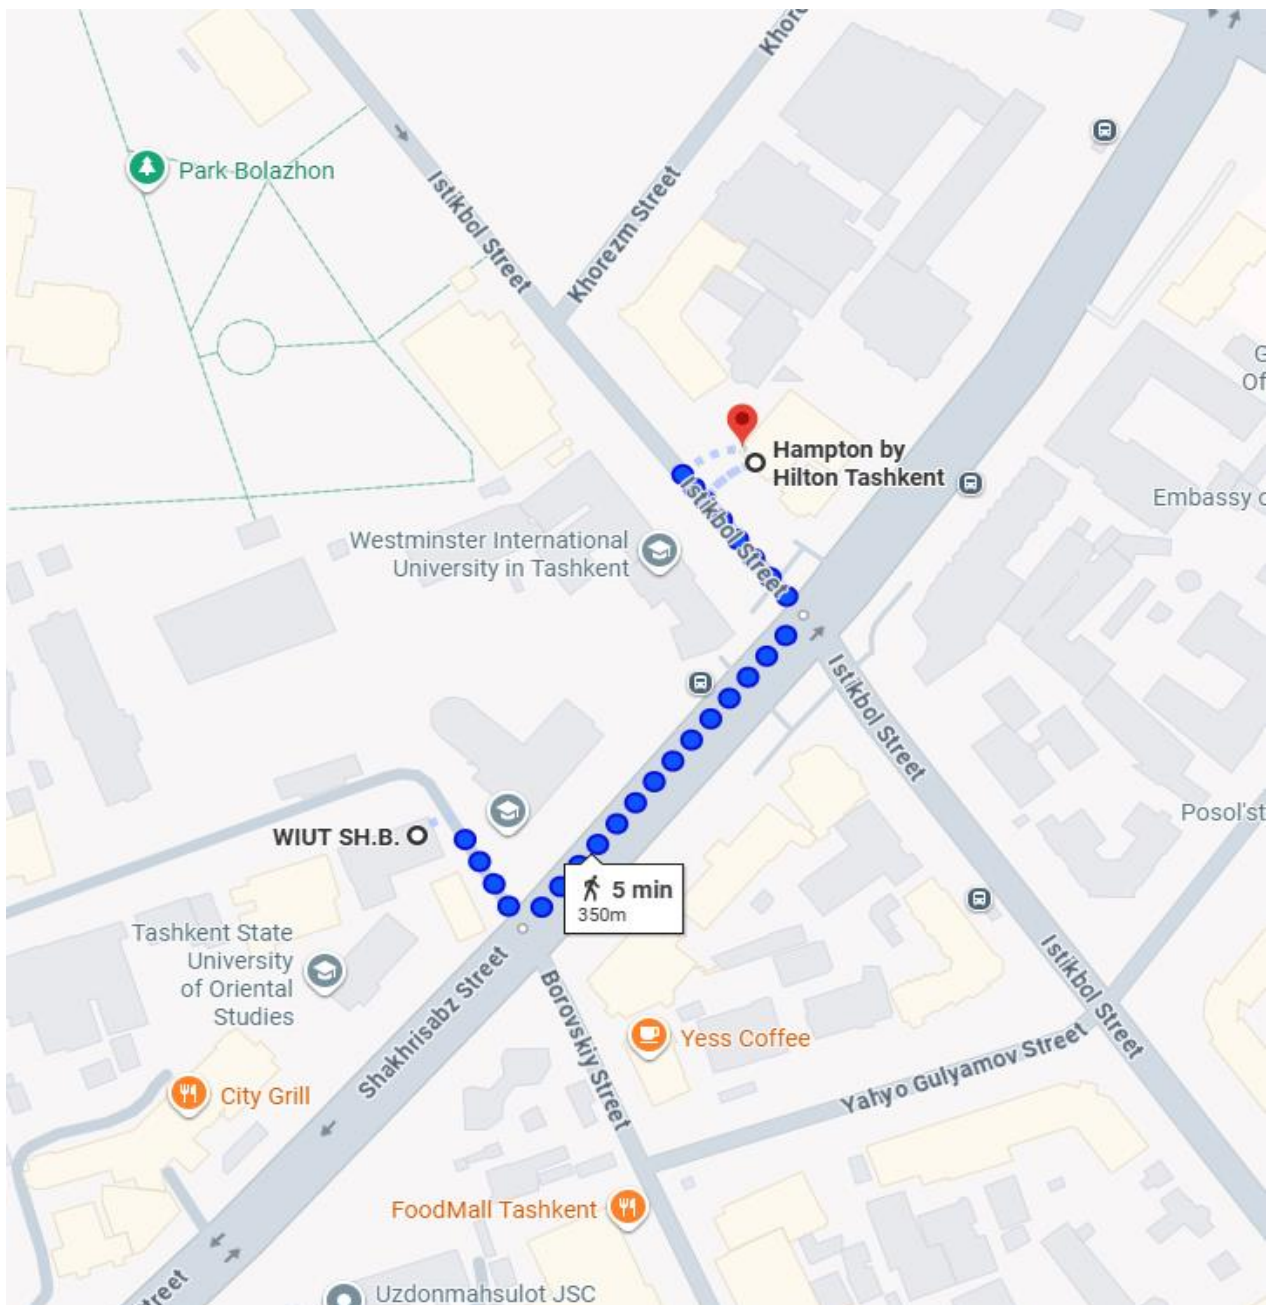 Khore
Park Bolazhon
Istikbol Street
Khorezm Street
G
Of
Hampton by
Hilton Tashkent
Istikbol Street
Embassy o
Westminster International
University in Tashkent
Istikbol Street
Posol'st
WIUT SH.B.
5 min
350m
Tashkent State
University
of Oriental
Studies
Shakhrisabz Street
Borovskiy Street
Istikbol Street
Yess Coffee
Yahyo Gulyamov Street
City Grill
FoodMall Tashkent
Uzdonmahsulot JSC
treet